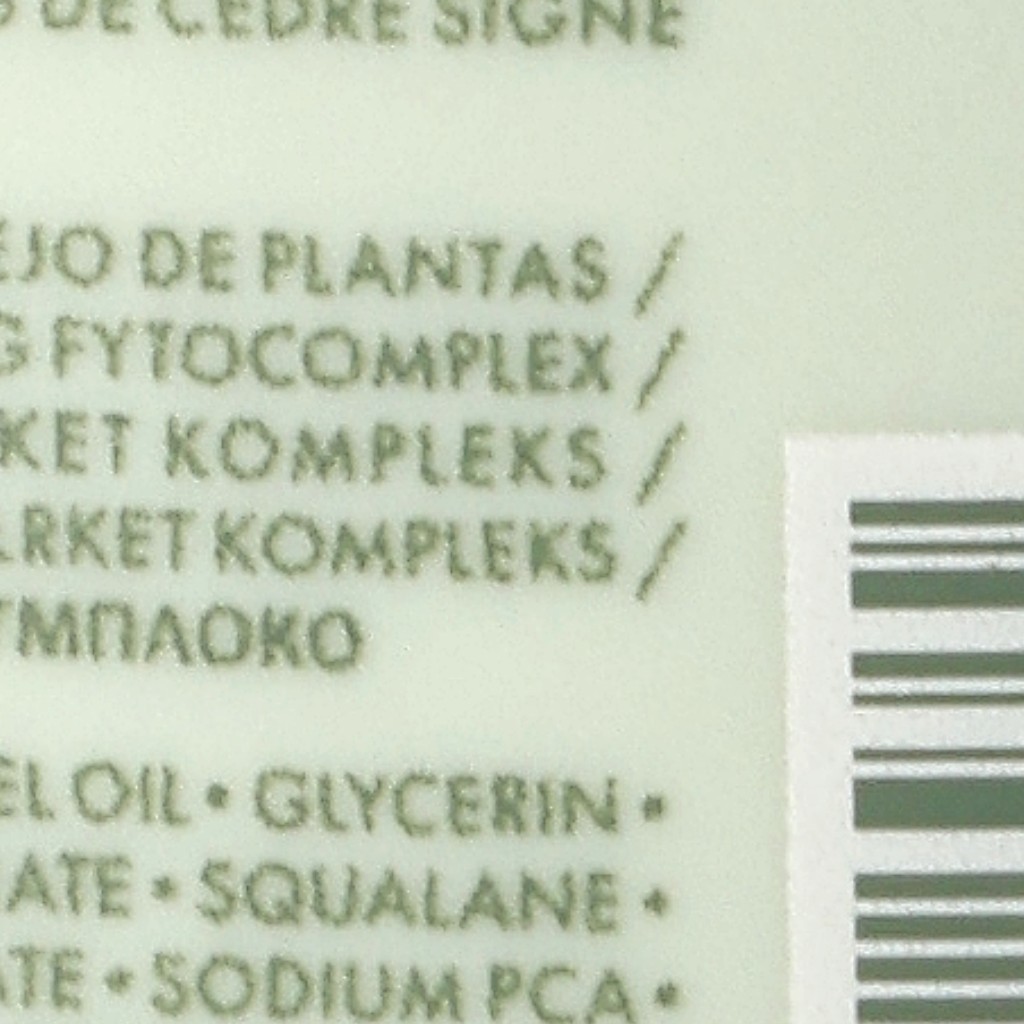 DE CEDRE SIGNE
EJO DE PLANTAS /
G FYTOCOMPLEX /
KET KOMPLEKS /
RKET KOMPLEKS /
ΥΜΠΛΟΚΟ
EL OIL • GLYCERIN •
ATE • SQUALANE •
ATE • SODIUM PCA •